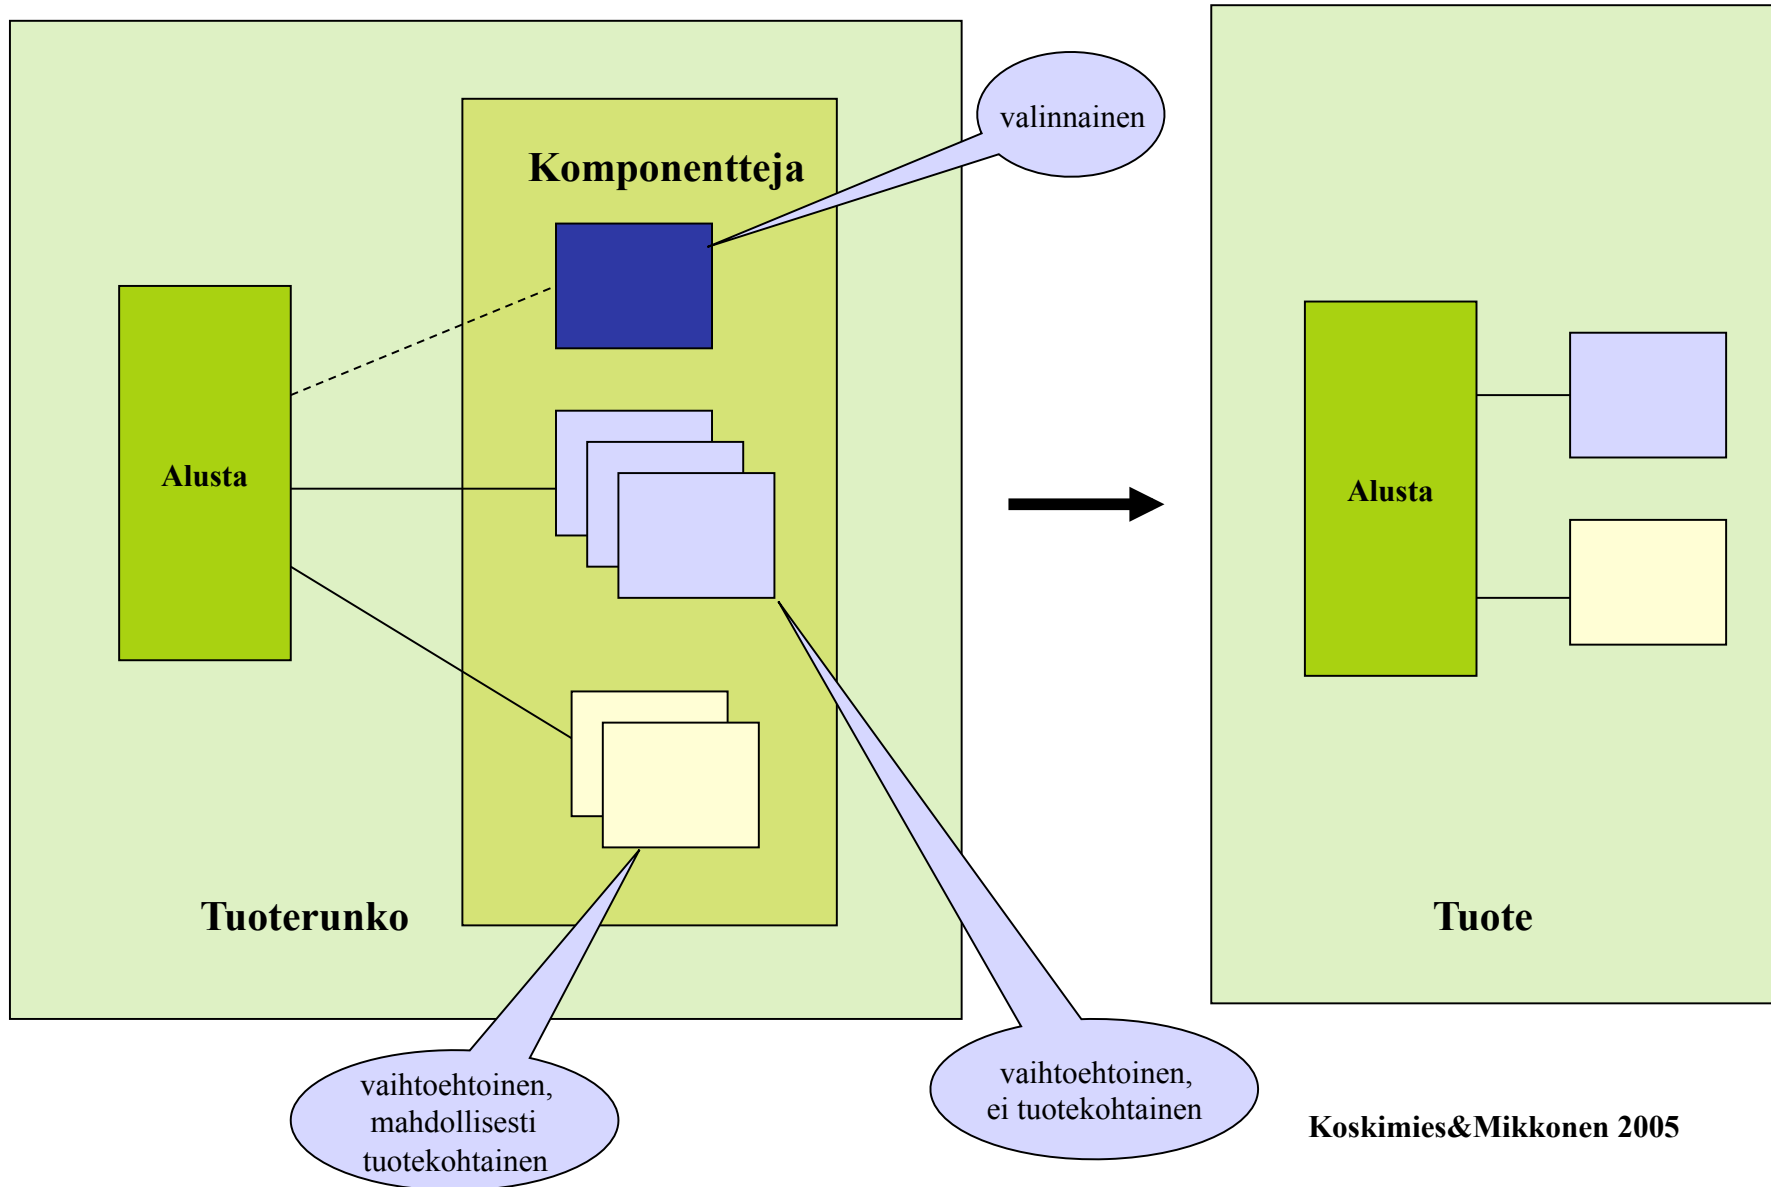 valinnainen
Komponentteja
Alusta
Alusta
Tuoterunko
Tuote
vaihtoehtoinen,
mahdollisesti
tuotekohtainen
vaihtoehtoinen,
ei tuotekohtainen
Koskimies&Mikkonen 2005